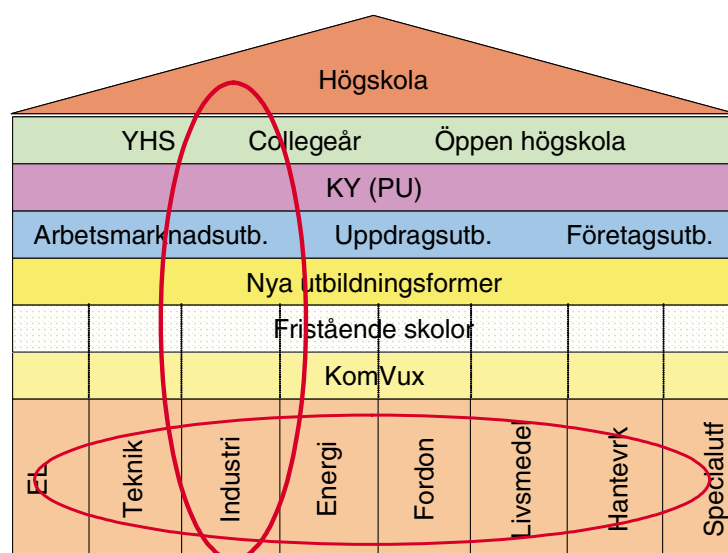 Högskola
YHS Collegeår Öppen högskola
KY (PU)
Arbetsmarknadsutb. Uppdragsutb. Företagsutb.
Nya utbildningsformer
Fristående skolor
KomVux
EL
Teknik
Industri
Energi
Fordon
Livsmedel
Hantevrk
Specialutf